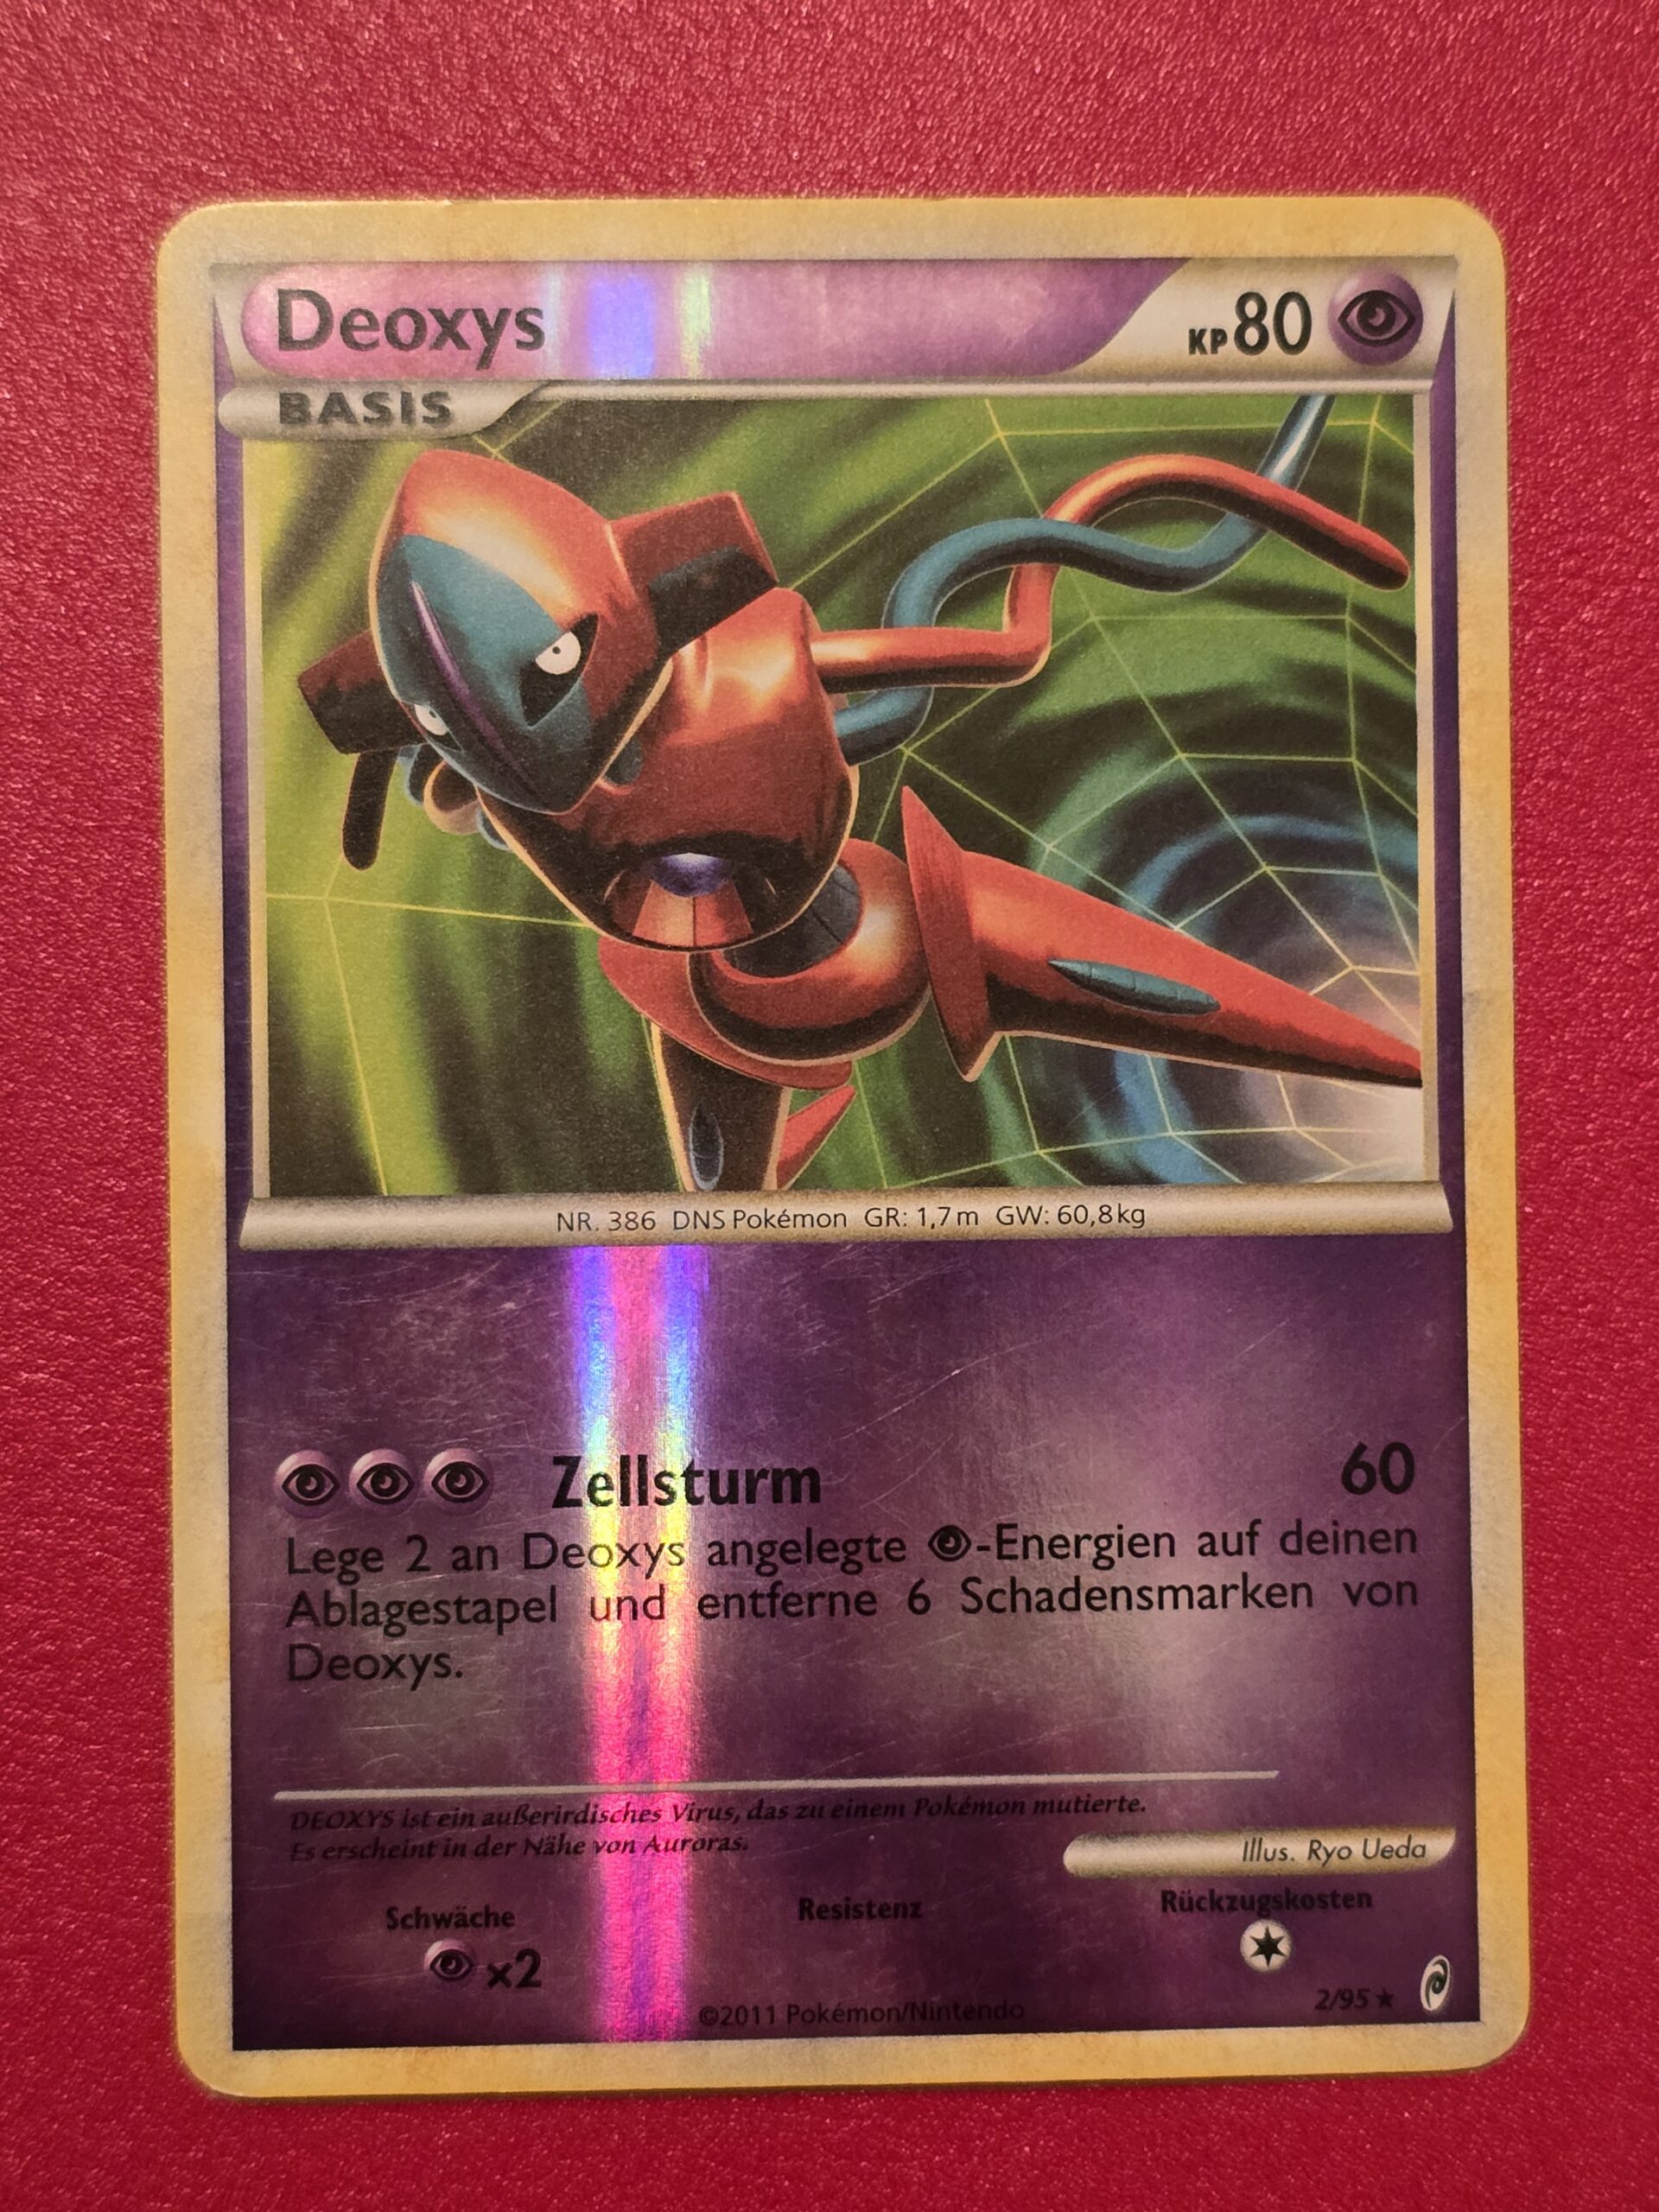 Deoxys KP80
BASIS
NR. 386 DNS Pokémon GR: 1,7 m GW: 60,8 kg
Zellsturm 60
Lege 2 an Deoxys angelegte -Energien auf deinen
Ablagestapel und entferne 6 Schadensmarken von
Deoxys.
DEOXYS ist ein außerirdisches Virus, das zu einem Pokémon mutierte.
Es erscheint in der Nähe von Auroras.
Illus. Ryo Ueda
Schwäche Resistenz Rückzugskosten
x2
2/95 ★
©2011 Pokémon/Nintendo